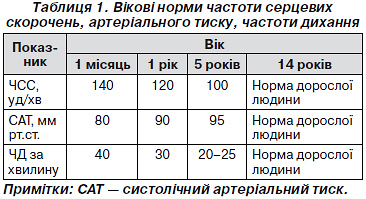 Таблиця 1. Вікові норми частоти серцевих
скорочень, артеріального тиску, частоти дихання
Показ-
ник
Вік
1 місяць 1 рік 5 років 14 років
ЧСС,
уд/хв
140 120 100 Норма дорослої
людини
САТ, мм
рт.ст.
80 90 95 Норма дорослої
людини
ЧД за
хвилину
40 30 20–25 Норма дорослої
людини
Примітки: САТ — систолічний артеріальний тиск.